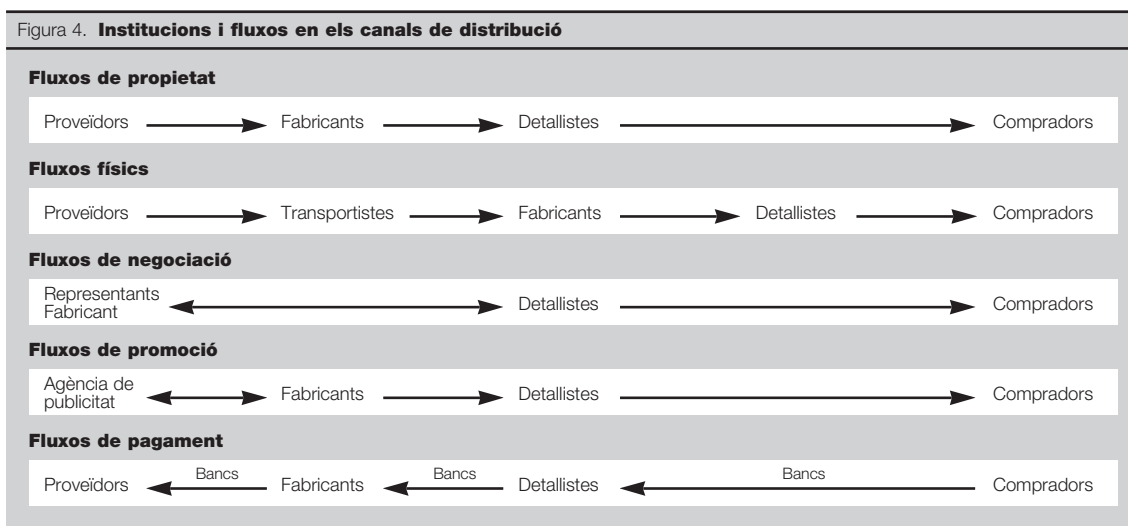 Figura 4. Institucions i fluxos en els canals de distribució
Fluxos de propietat
Proveïdors Fabricants Detallistes Compradors
Fluxos físics
Proveïdors Transportistes Fabricants Detallistes Compradors
Fluxos de negociació
Representants
Fabricant Detallistes Compradors
Fluxos de promoció
Agència de
publicitat Fabricants Detallistes Compradors
Fluxos de pagament
Bancs Bancs Bancs
Proveïdors Fabricants Detallistes Compradors